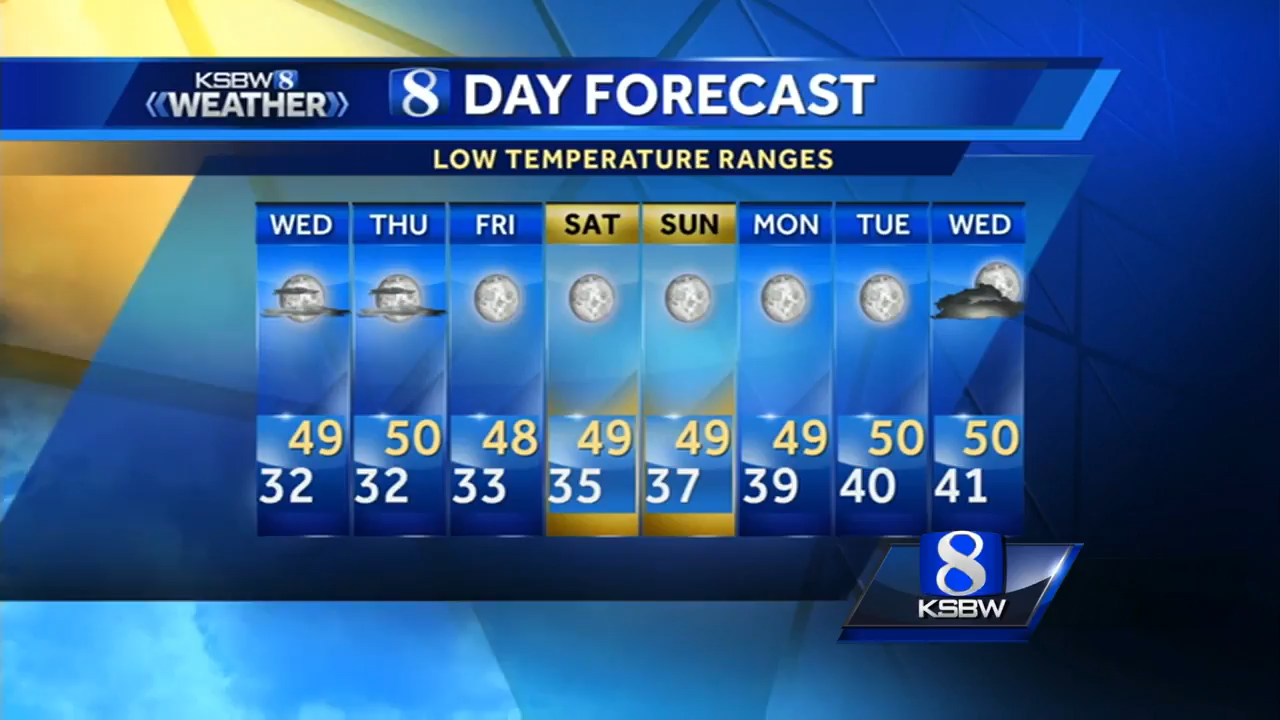 KSBW 8
WEATHER
8 DAY FORECAST
LOW TEMPERATURE RANGES
WED THU FRI SAT SUN MON TUE WED
49 50 48 49 49 49 50 50
32 32 33 35 37 39 40 41
8
KSBW